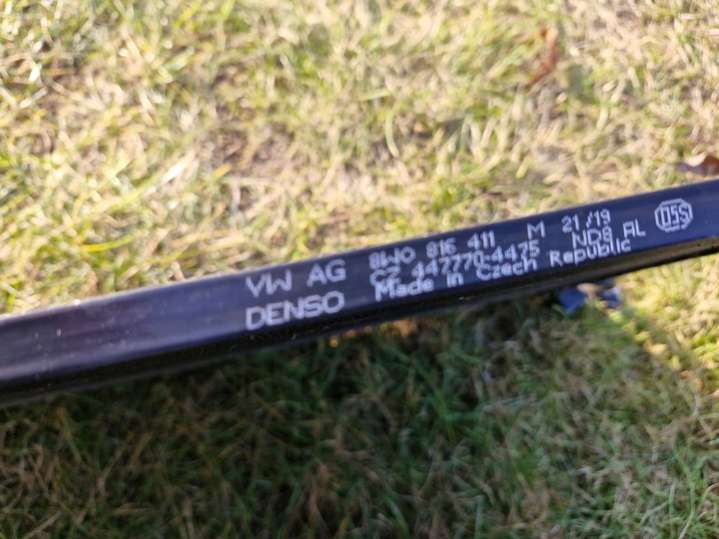 VW AG 8W0 816 411 M 21/19
CZ 447770-4475 ND8 AL
DENSO Made in Czech Republic